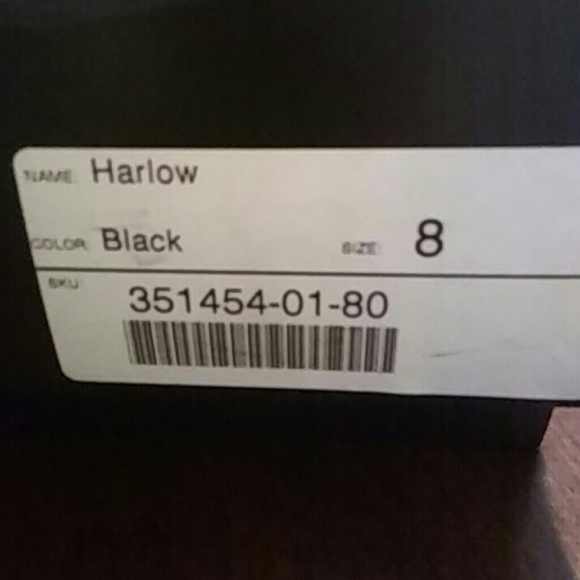 NAME: Harlow
COLOR: Black SIZE: 8
SKU:
351454-01-80